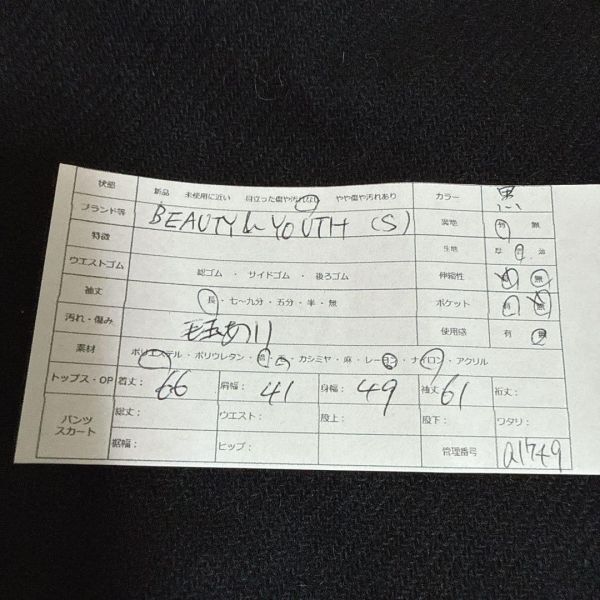 状態 新品 未使用に近い 目立った傷や汚れなし やや傷や汚れあり カラー 黒
ブランド等 BEAUTY & YOUTH (S) 裏地 有 無
特徴 生地 厚 薄
ウエストゴム 総ゴム ・ サイドゴム ・ 後ろゴム 伸縮性 有 無
袖丈 長 ・ 七~九分 ・ 五分 ・ 半 ・ 無 ポケット 有 無
汚れ・傷み 毛玉あり 使用感 有 無
素材 ポリエステル ・ ポリウレタン ・ 綿 ・ 毛 ・ カシミヤ ・ 麻 ・ レーヨン ・ ナイロン ・ アクリル
トップス・OP 着丈: 66 肩幅: 41 身幅: 49 袖丈: 61 裄丈:
パンツ スカート 総丈: ウエスト: 股上: 股下: ワタリ:
裾幅: ヒップ: 管理番号 a1749